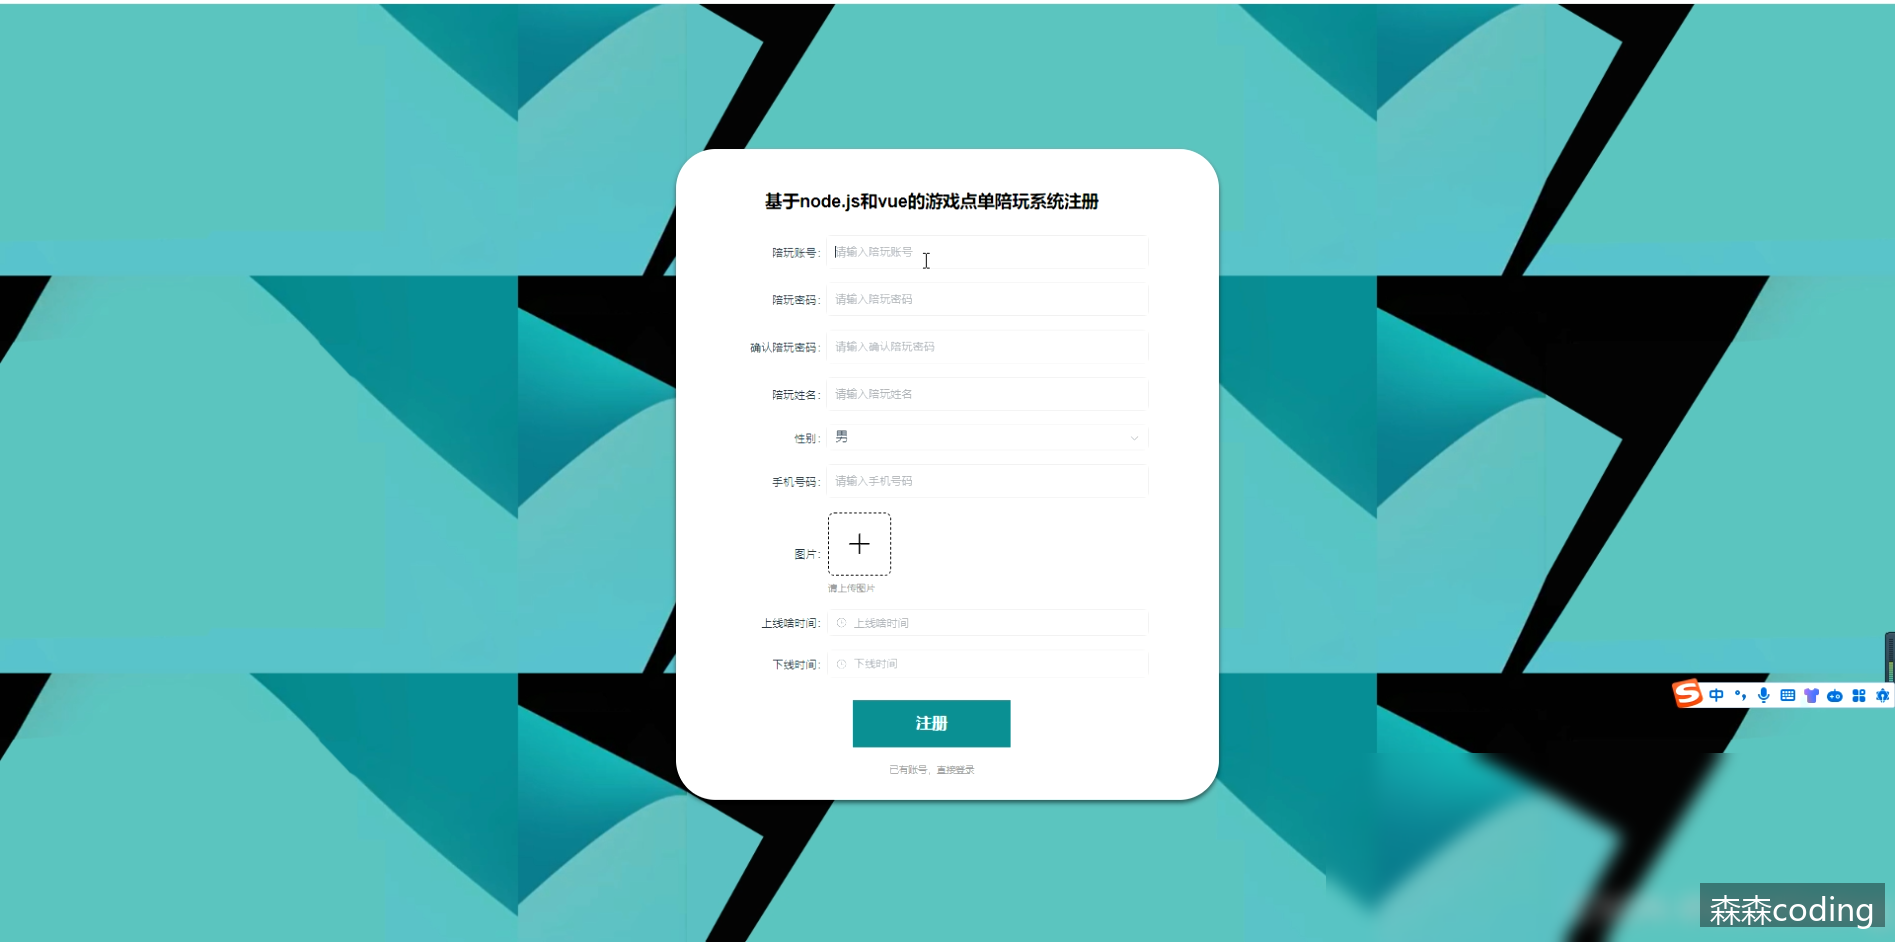 基于node.js和vue的游戏点单陪玩系统注册
陪玩账号：
请输入陪玩账号
陪玩密码：
请输入陪玩密码
确认陪玩密码：
请输入确认陪玩密码
陪玩姓名：
请输入陪玩姓名
性别：
男
手机号码：
请输入手机号码
图片：
请上传图片
上线啥时间：
上线啥时间
下线时间：
下线时间
注册
已有账号，直接登录
中
森森coding